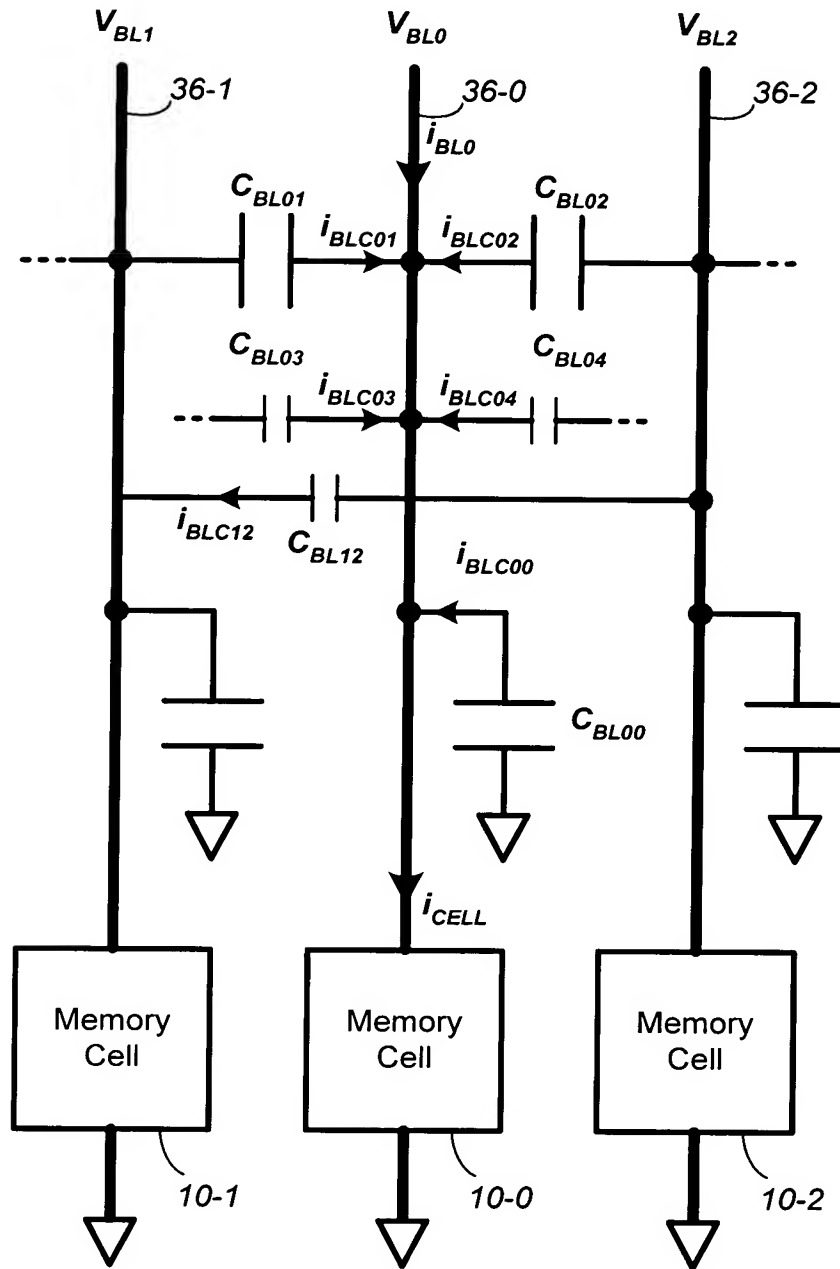 V_BL1 V_BL0 V_BL2
36-1 36-0 36-2
i_BL0
C_BL01 C_BL02
i_BLC01 i_BLC02
C_BL03 C_BL04
i_BLC03 i_BLC04
i_BLC12
C_BL12
i_BLC00
C_BL00
i_CELL
Memory Cell
Memory Cell
Memory Cell
10-1 10-0 10-2